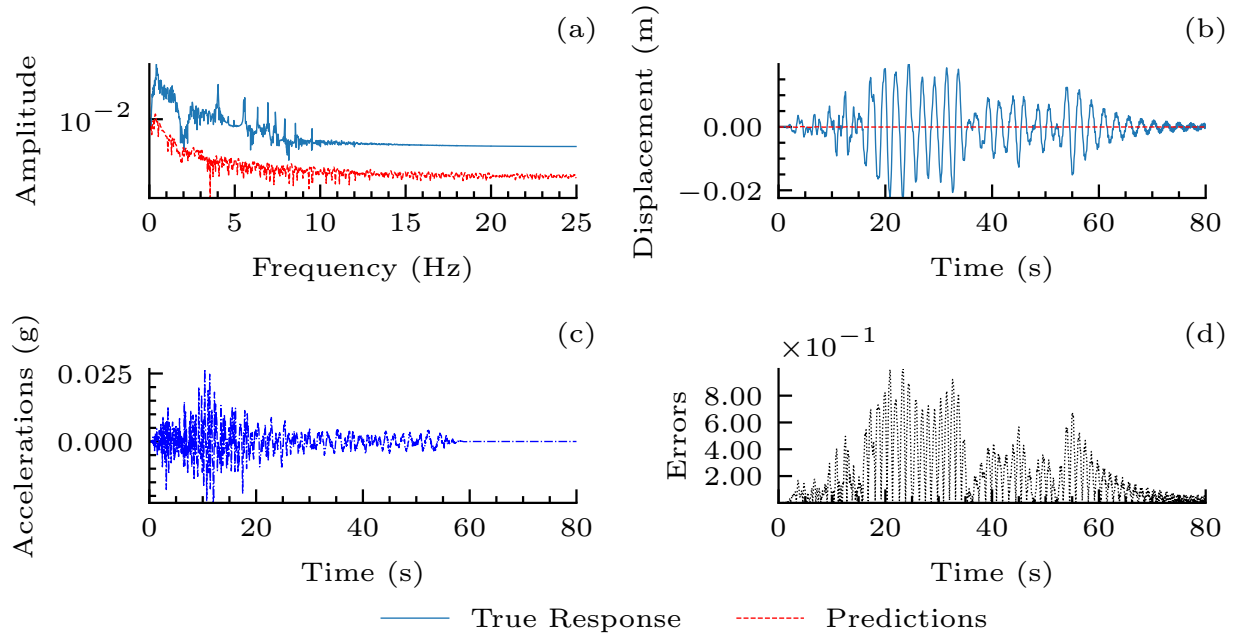 (a)
Amplitude
10⁻²
0 5 10 15 20 25
Frequency (Hz)
(b)
Displacement (m)
0.00
−0.02
0 20 40 60 80
Time (s)
(c)
Accelerations (g)
0.025
0.000
0 20 40 60 80
Time (s)
(d)
×10⁻¹
Errors
8.00
6.00
4.00
2.00
0 20 40 60 80
Time (s)
True Response Predictions